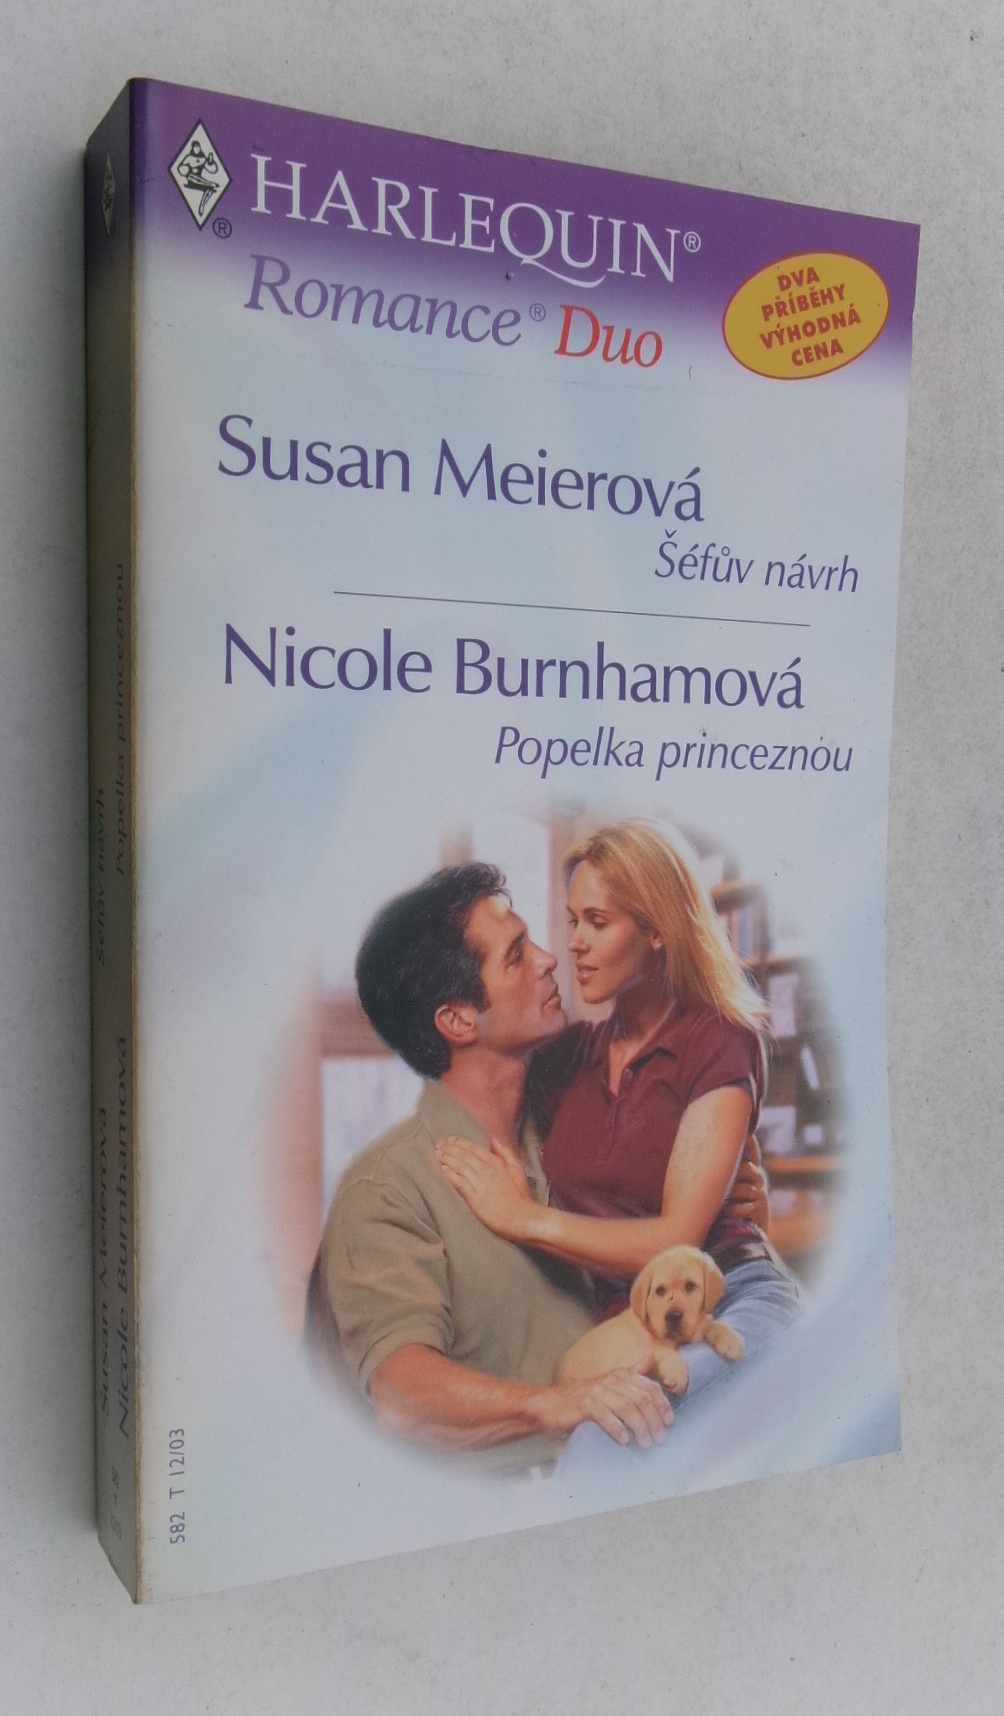 HARLEQUIN®
®
Romance® Duo
DVA
PŘÍBĚHY
VÝHODNÁ
CENA
Susan Meierová
Šéfův návrh
Nicole Burnhamová
Popelka princeznou
582 T 12/03
Susan Meierová Šéfův návrh
Nicole Burnhamová Popelka princeznou